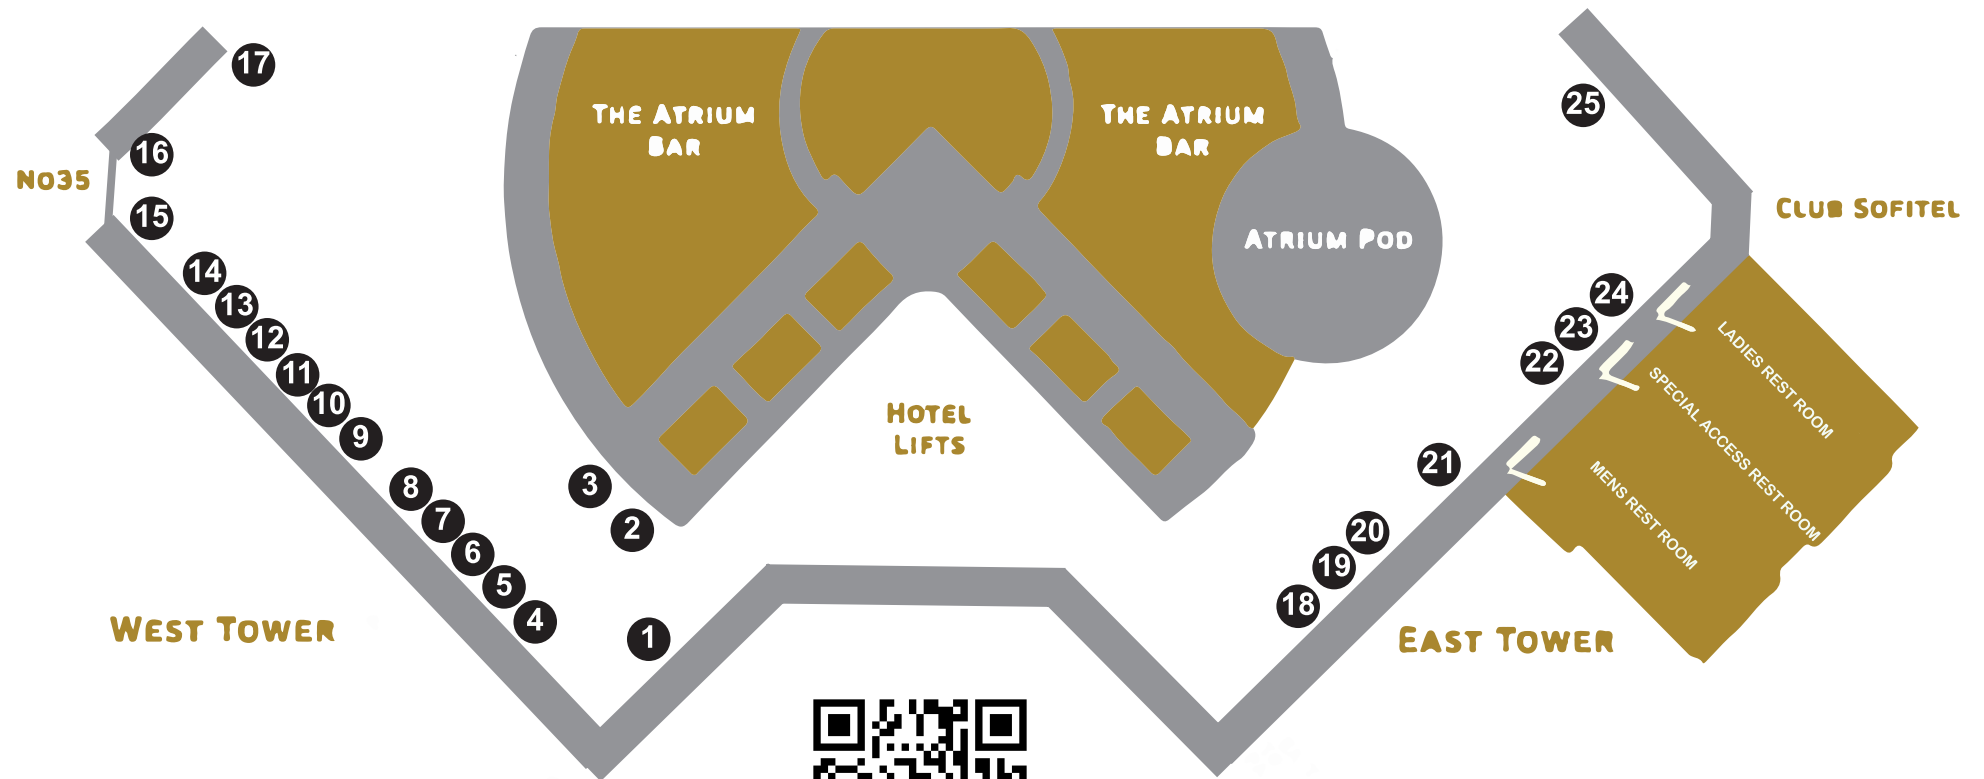 17
25
THE ATRIUM
BAR
THE ATRIUM
BAR
16
NO35
15
CLUB SOFITEL
ATRIUM POD
14
13
12
11
10
9
24
23
22
LADIES REST ROOM
SPECIAL ACCESS REST ROOM
MENS REST ROOM
HOTEL
LIFTS
21
8
7
6
5
4
3
2
1
20
19
18
WEST TOWER
EAST TOWER